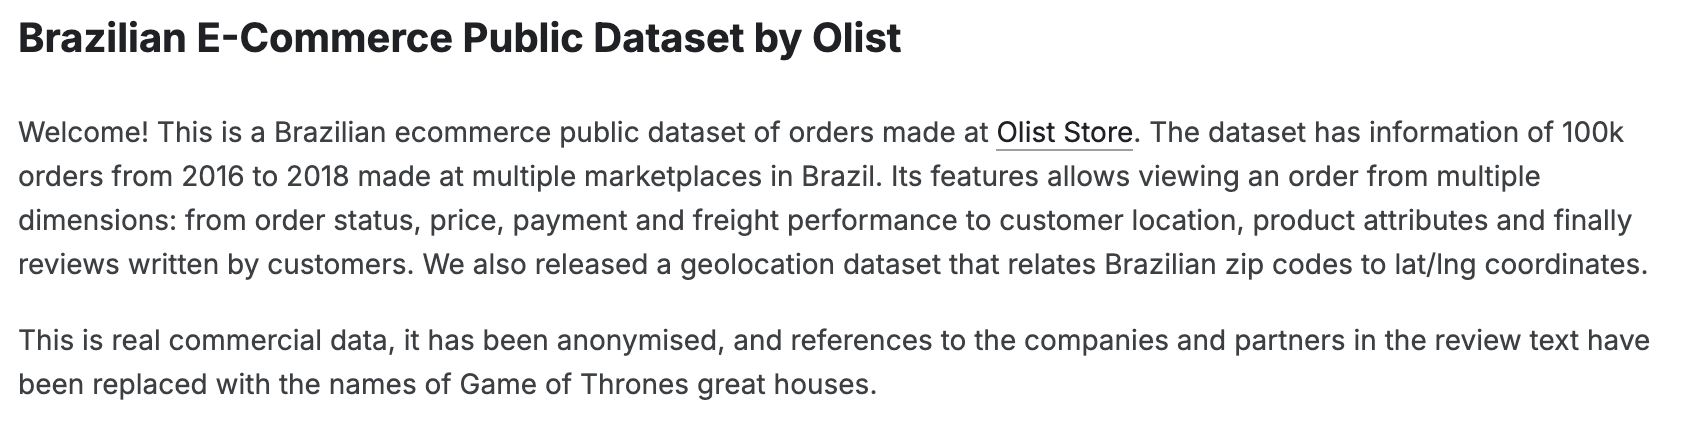 Brazilian E-Commerce Public Dataset by Olist
Welcome! This is a Brazilian ecommerce public dataset of orders made at Olist Store. The dataset has information of 100k
orders from 2016 to 2018 made at multiple marketplaces in Brazil. Its features allows viewing an order from multiple
dimensions: from order status, price, payment and freight performance to customer location, product attributes and finally
reviews written by customers. We also released a geolocation dataset that relates Brazilian zip codes to lat/lng coordinates.
This is real commercial data, it has been anonymised, and references to the companies and partners in the review text have
been replaced with the names of Game of Thrones great houses.